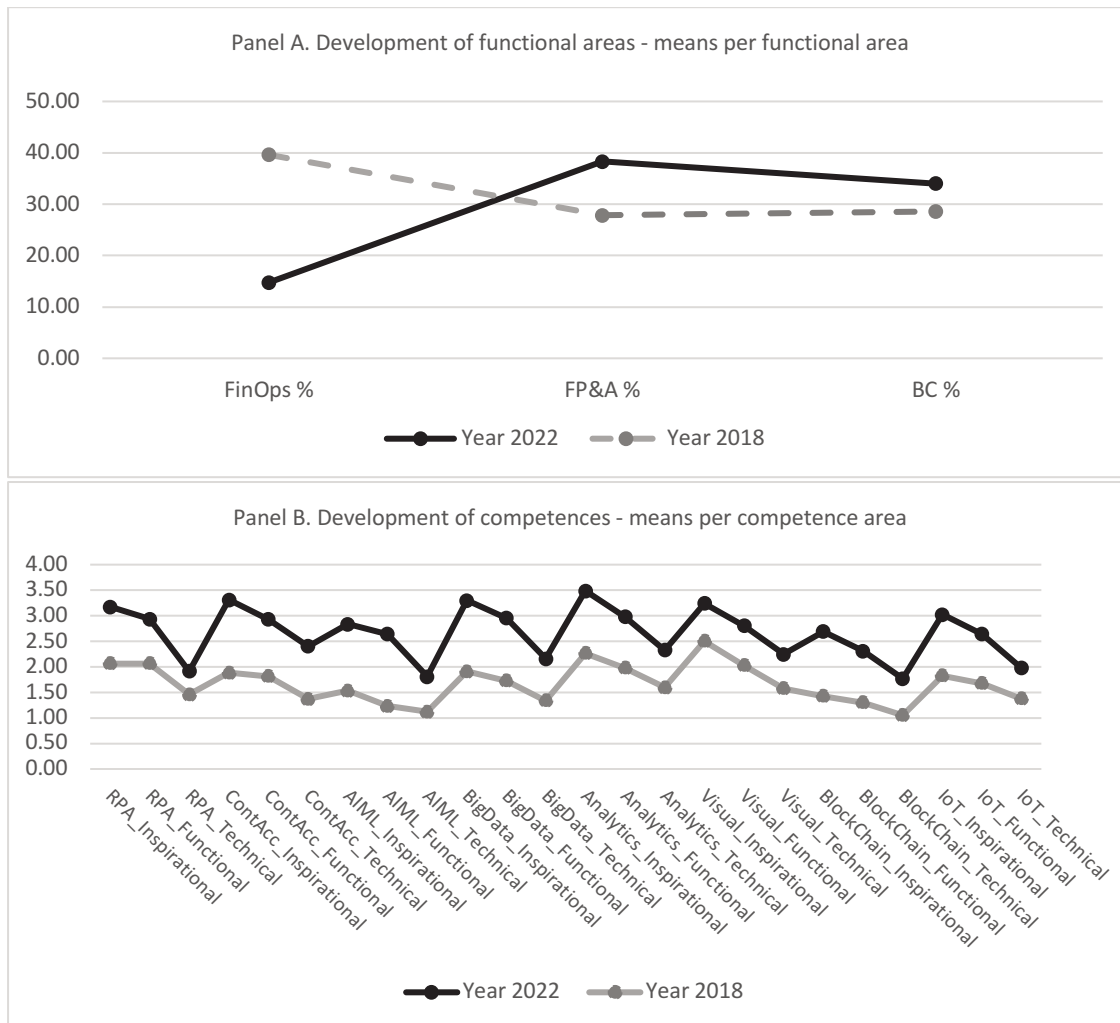 Panel A. Development of functional areas - means per functional area
50.00
40.00
30.00
20.00
10.00
0.00
FinOps %
FP&A %
BC %
Year 2022
Year 2018
Panel B. Development of competences - means per competence area
4.00
3.50
3.00
2.50
2.00
1.50
1.00
0.50
0.00
RPA_Inspirational
RPA_Functional
RPA_Technical
ContAcc_Inspirational
ContAcc_Functional
ContAcc_Technical
AIML_Inspirational
AIML_Functional
AIML_Technical
BigData_Inspirational
BigData_Functional
BigData_Technical
Analytics_Inspirational
Analytics_Functional
Analytics_Technical
Visual_Inspirational
Visual_Functional
Visual_Technical
BlockChain_Inspirational
BlockChain_Functional
BlockChain_Technical
IoT_Inspirational
IoT_Functional
IoT_Technical
Year 2022
Year 2018